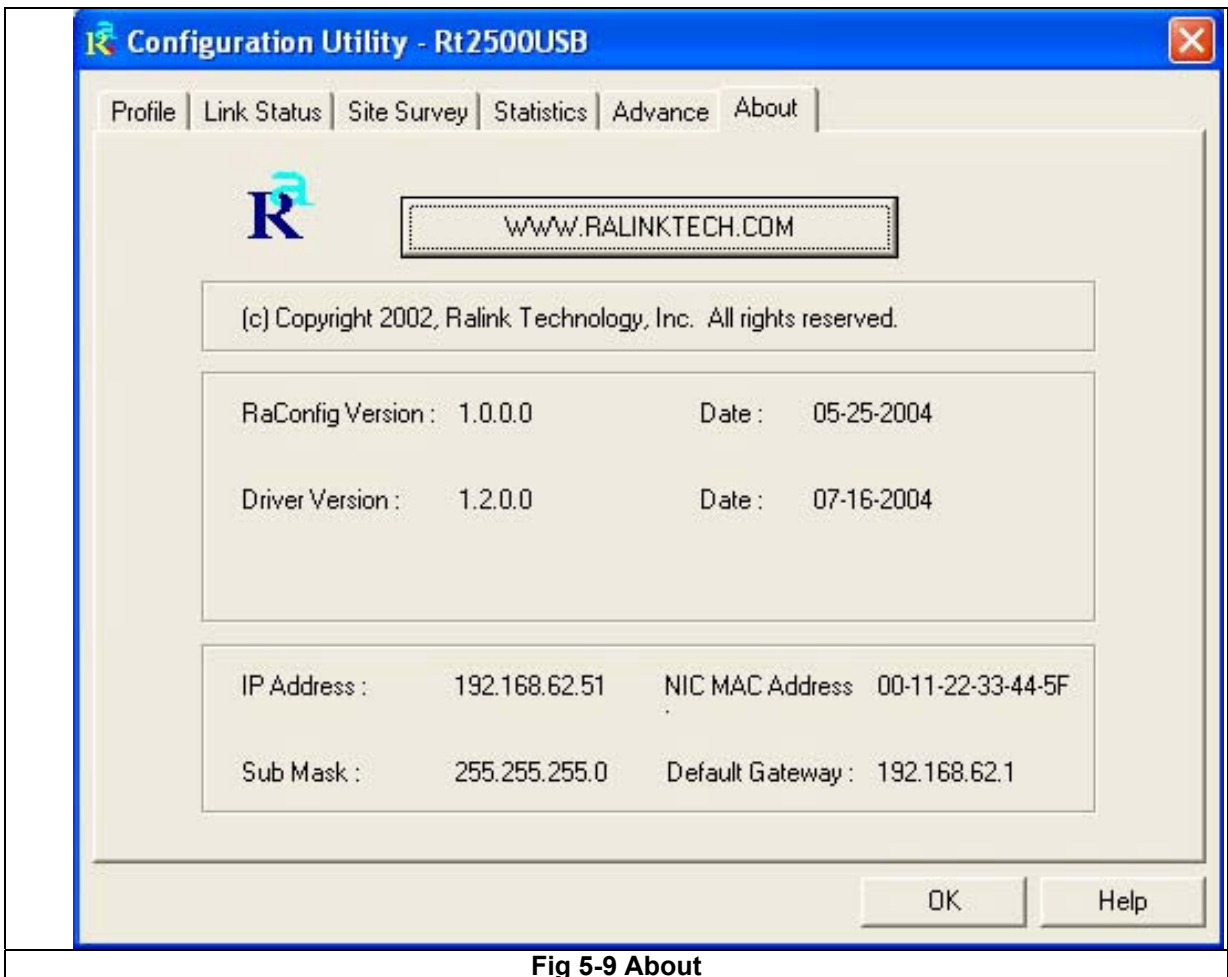 Configuration Utility - Rt2500USB
Profile Link Status Site Survey Statistics Advance About
Ra
WWW.RALINKTECH.COM
(c) Copyright 2002, Ralink Technology, Inc. All rights reserved.
RaConfig Version : 1.0.0.0 Date : 05-25-2004
Driver Version : 1.2.0.0 Date : 07-16-2004
IP Address : 192.168.62.51 NIC MAC Address 00-11-22-33-44-5F
Sub Mask : 255.255.255.0 Default Gateway : 192.168.62.1
OK Help
Fig 5-9 About